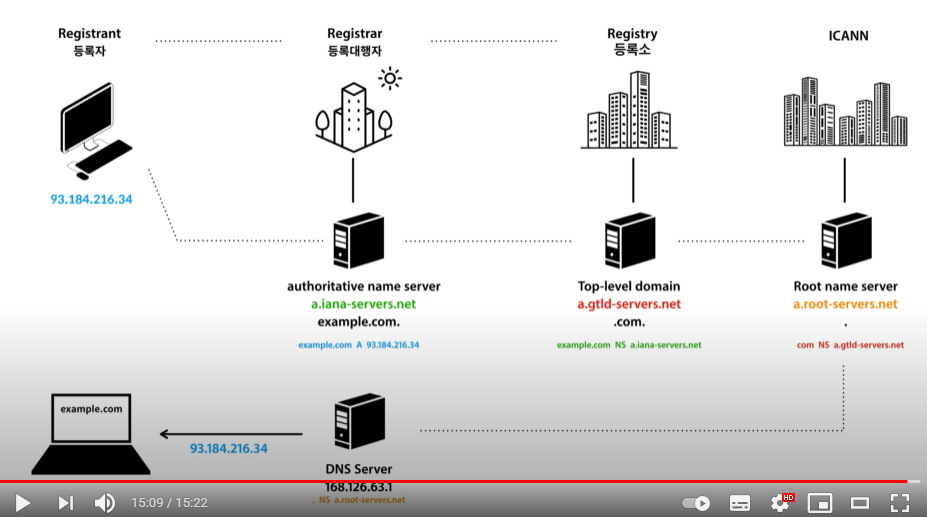 Registrant
등록자
Registrar
등록대행자
Registry
등록소
ICANN
93.184.216.34
authoritative name server
a.iana-servers.net
example.com.
example.com A 93.184.216.34
Top-level domain
a.gtld-servers.net
.com.
example.com NS a.iana-servers.net
Root name server
a.root-servers.net
.
com NS a.gtld-servers.net
example.com
93.184.216.34
DNS Server
168.126.63.1
. NS a.root-servers.net
15:09 / 15:22
HD